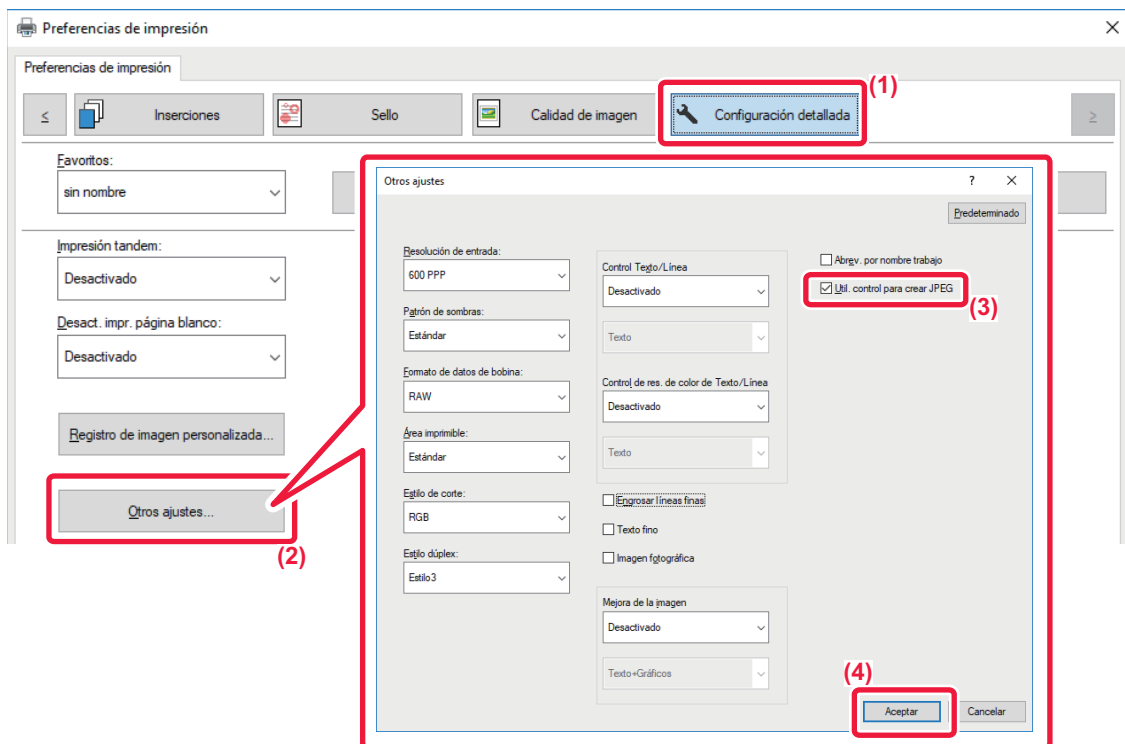 Preferencias de impresión
Preferencias de impresión
(1)
<
Inserciones
Sello
Calidad de imagen
Configuración detallada
>
Favoritos:
sin nombre
Impresión tandem:
Desactivado
Desact. impr. página blanco:
Desactivado
Registro de imagen personalizada...
Otros ajustes...
(2)
Otros ajustes
?
Predeterminado
Resolución de entrada:
600 PPP
Patrón de sombras:
Estándar
Formato de datos de bobina:
RAW
Área imprimible:
Estándar
Estilo de corte:
RGB
Estilo dúplex:
Estilo3
Control Texto/Línea
Desactivado
Texto
Control de res. de color de Texto/Línea
Desactivado
Texto
Engrosar líneas finas
Texto fino
Imagen fotográfica
Mejora de la imagen
Desactivado
Texto+Gráficos
Abrev. por nombre trabajo
Util. control para crear JPEG
(3)
(4)
Aceptar
Cancelar